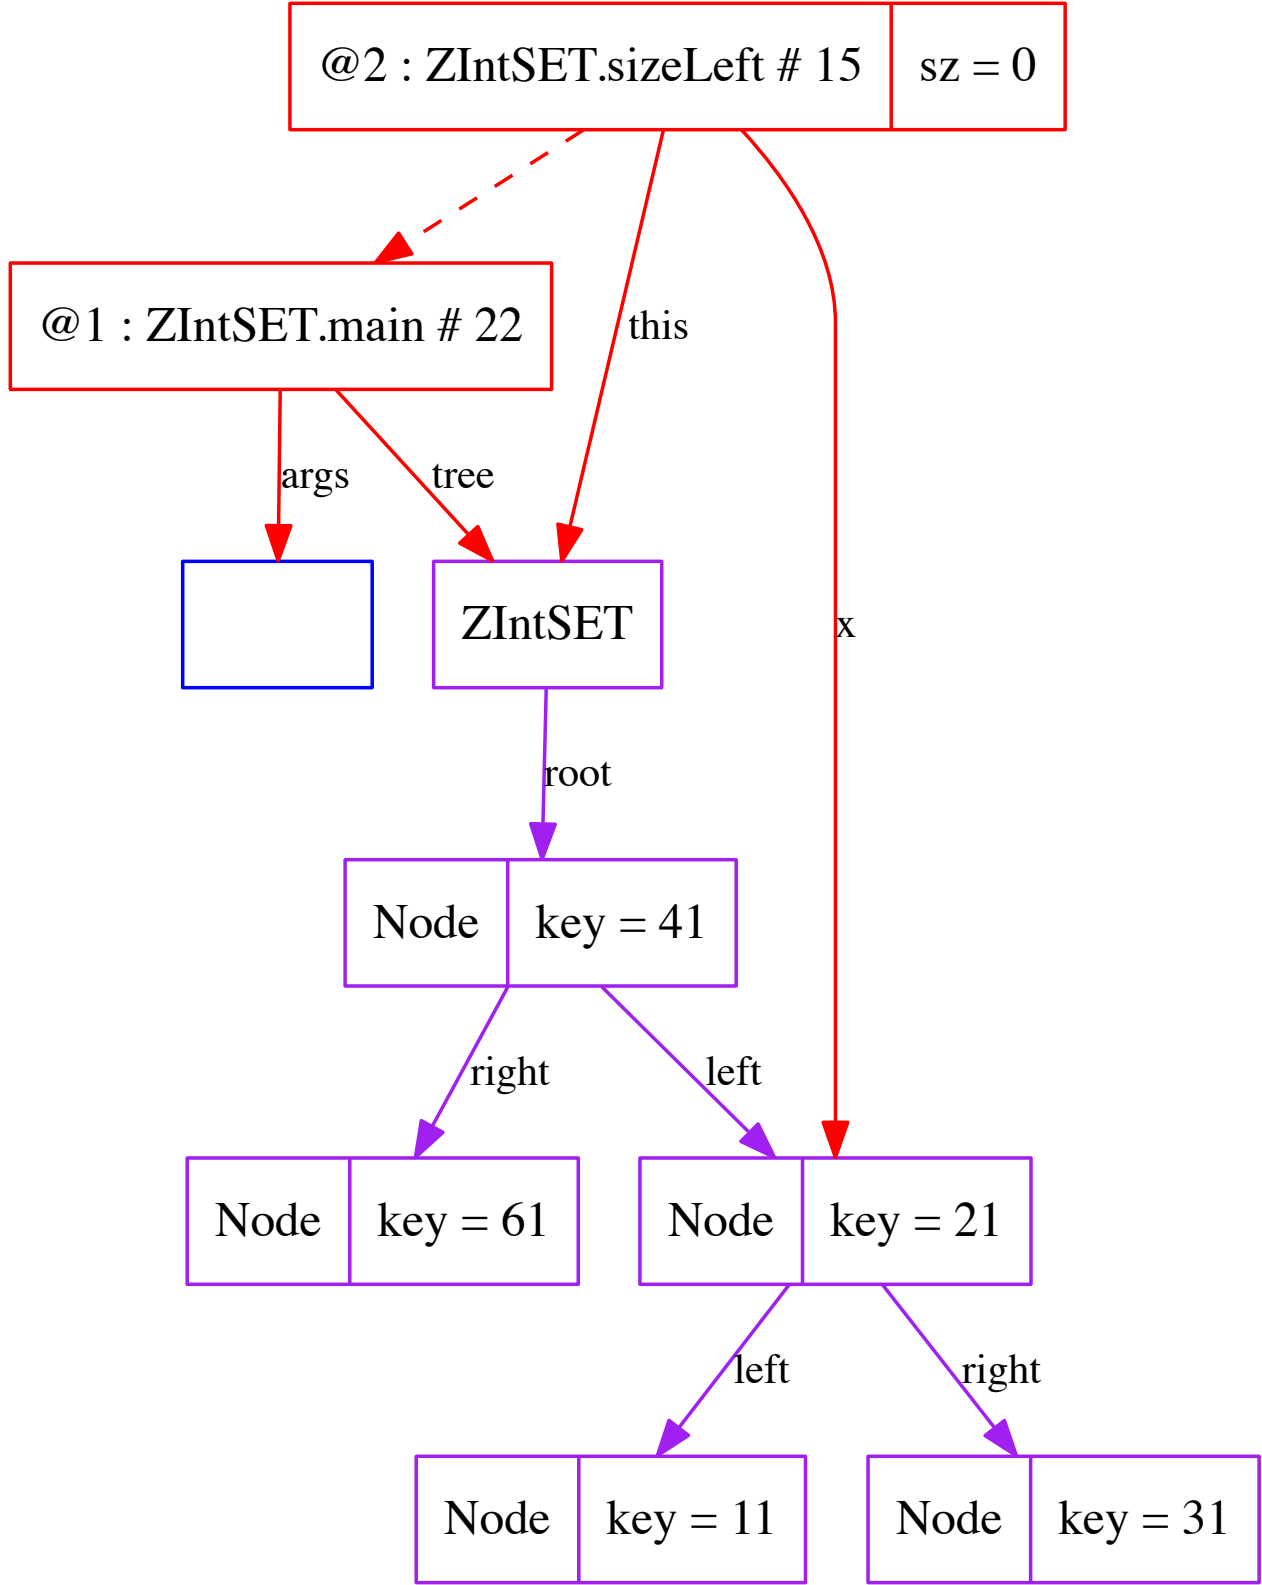 @2 : ZIntSET.sizeLeft # 15 sz = 0
@1 : ZIntSET.main # 22
this
args
tree
ZIntSET
x
root
Node key = 41
right
left
Node key = 61
Node key = 21
left
right
Node key = 11
Node key = 31